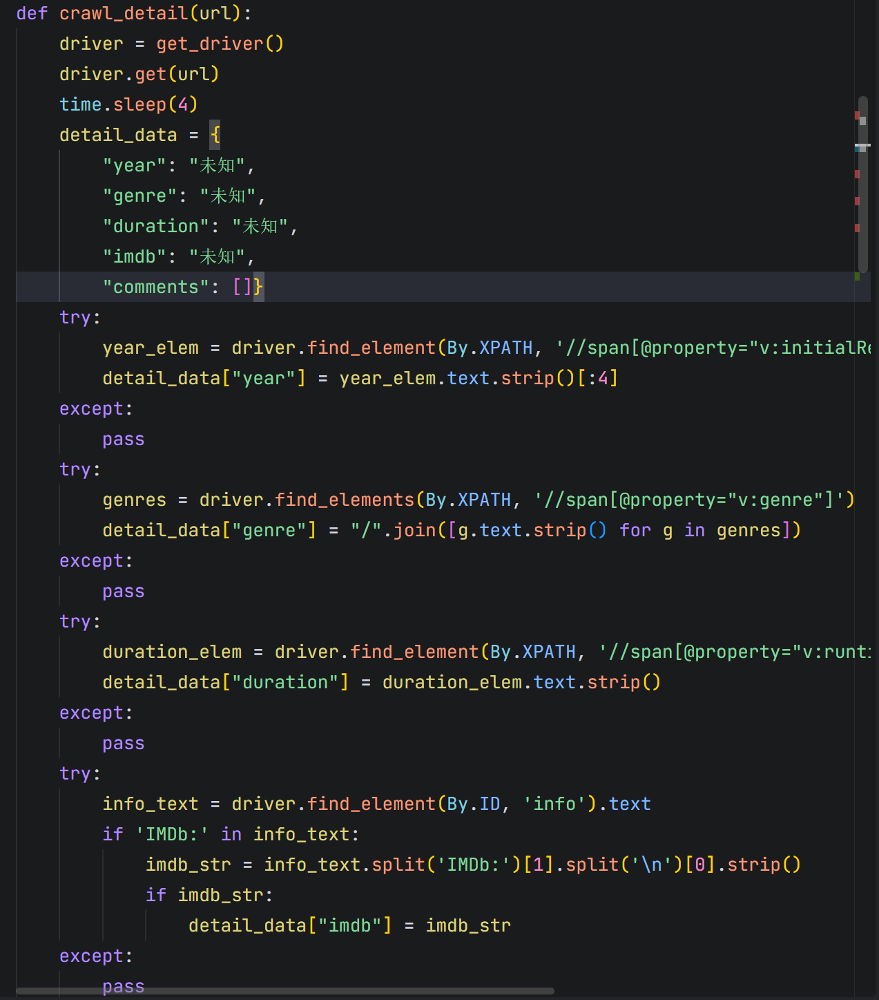 def crawl_detail(url):
    driver = get_driver()
    driver.get(url)
    time.sleep(4)
    detail_data = {
        "year": "未知",
        "genre": "未知",
        "duration": "未知",
        "imdb": "未知",
        "comments": []}
    try:
        year_elem = driver.find_element(By.XPATH, '//span[@property="v:initialRe
        detail_data["year"] = year_elem.text.strip()[:4]
    except:
        pass
    try:
        genres = driver.find_elements(By.XPATH, '//span[@property="v:genre"]')
        detail_data["genre"] = "/".join([g.text.strip() for g in genres])
    except:
        pass
    try:
        duration_elem = driver.find_element(By.XPATH, '//span[@property="v:runti
        detail_data["duration"] = duration_elem.text.strip()
    except:
        pass
    try:
        info_text = driver.find_element(By.ID, 'info').text
        if 'IMDb:' in info_text:
            imdb_str = info_text.split('IMDb:')[1].split('\n')[0].strip()
            if imdb_str:
                detail_data["imdb"] = imdb_str
    except:
        pass